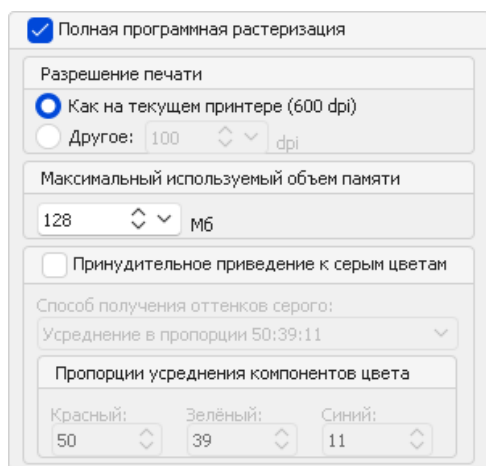 Полная программная растеризация
Разрешение печати
Как на текущем принтере (600 dpi)
Другое: 100 dpi
Максимальный используемый объем памяти
128 Мб
Принудительное приведение к серым цветам
Способ получения оттенков серого:
Усреднение в пропорции 50:39:11
Пропорции усреднения компонентов цвета
Красный: Зелёный: Синий:
50 39 11